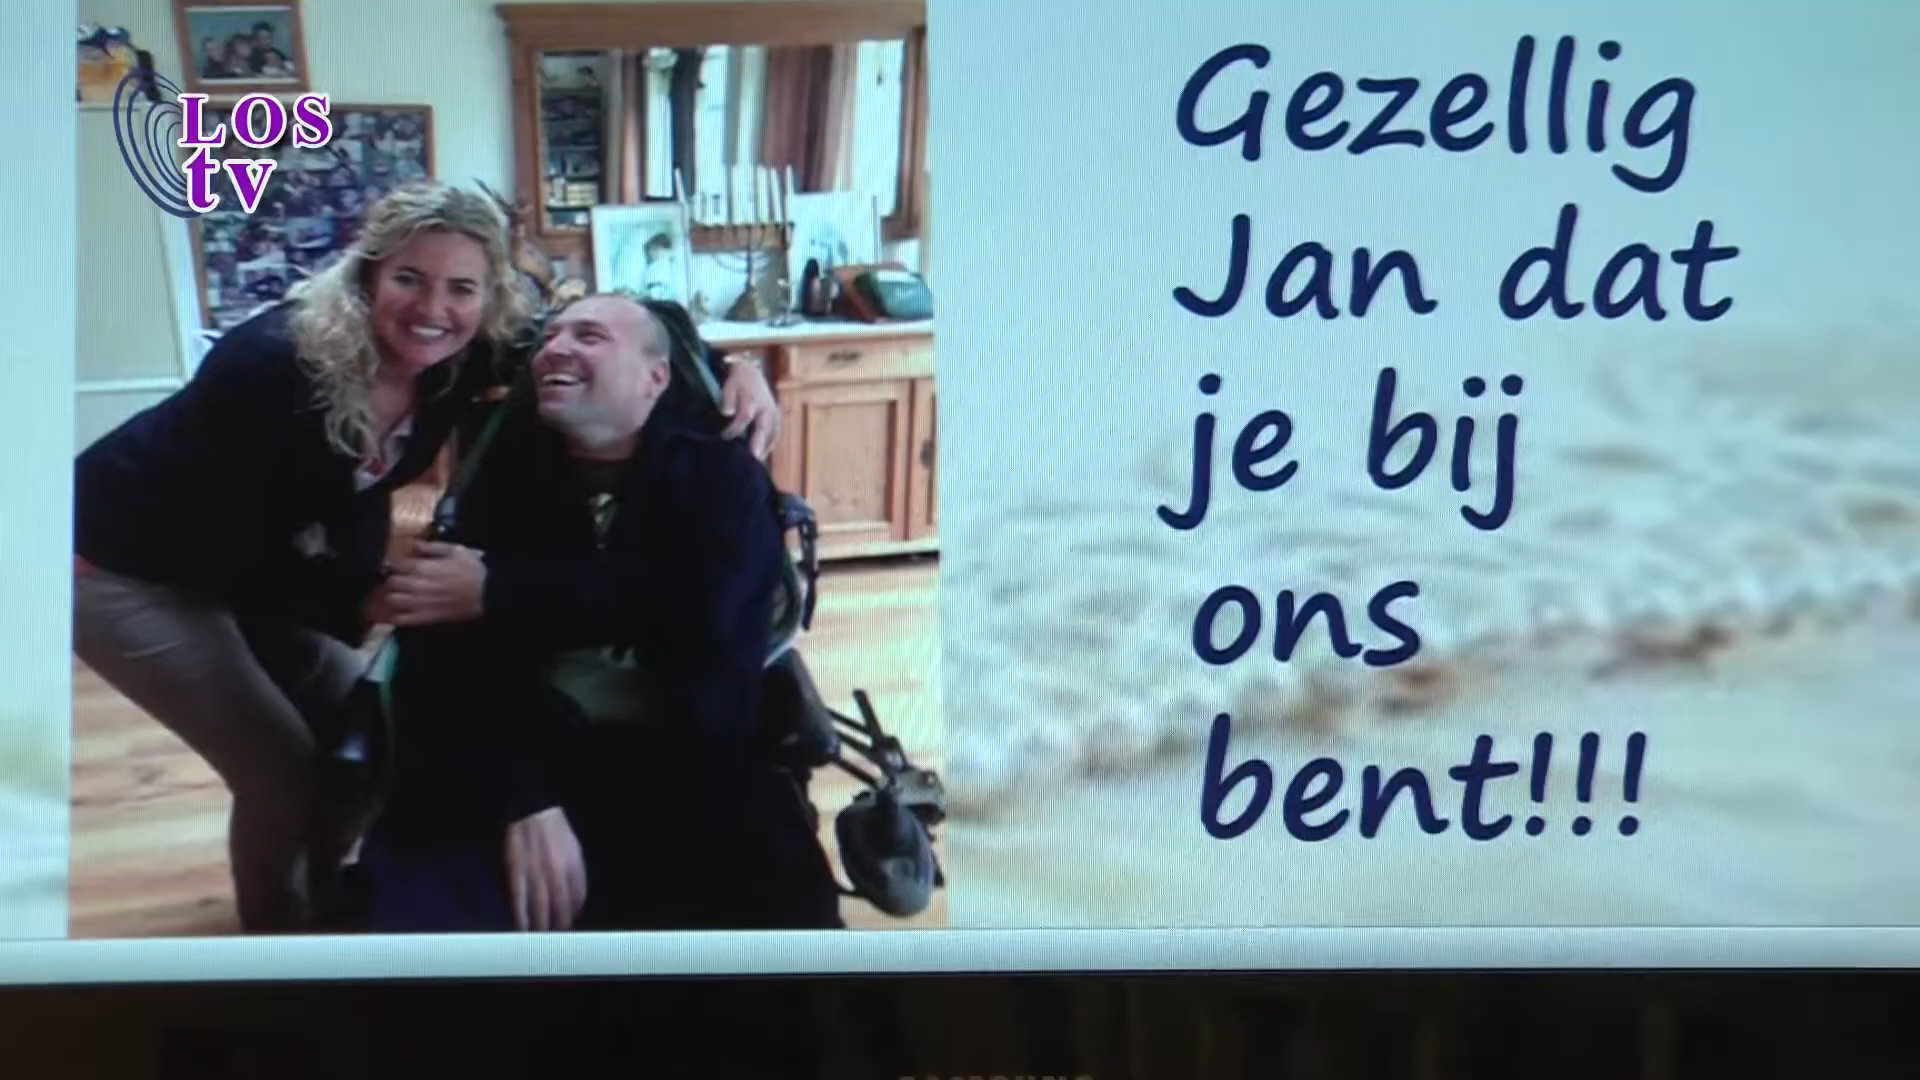 LOS
tv
Gezellig
Jan dat
je bij
ons
bent!!!